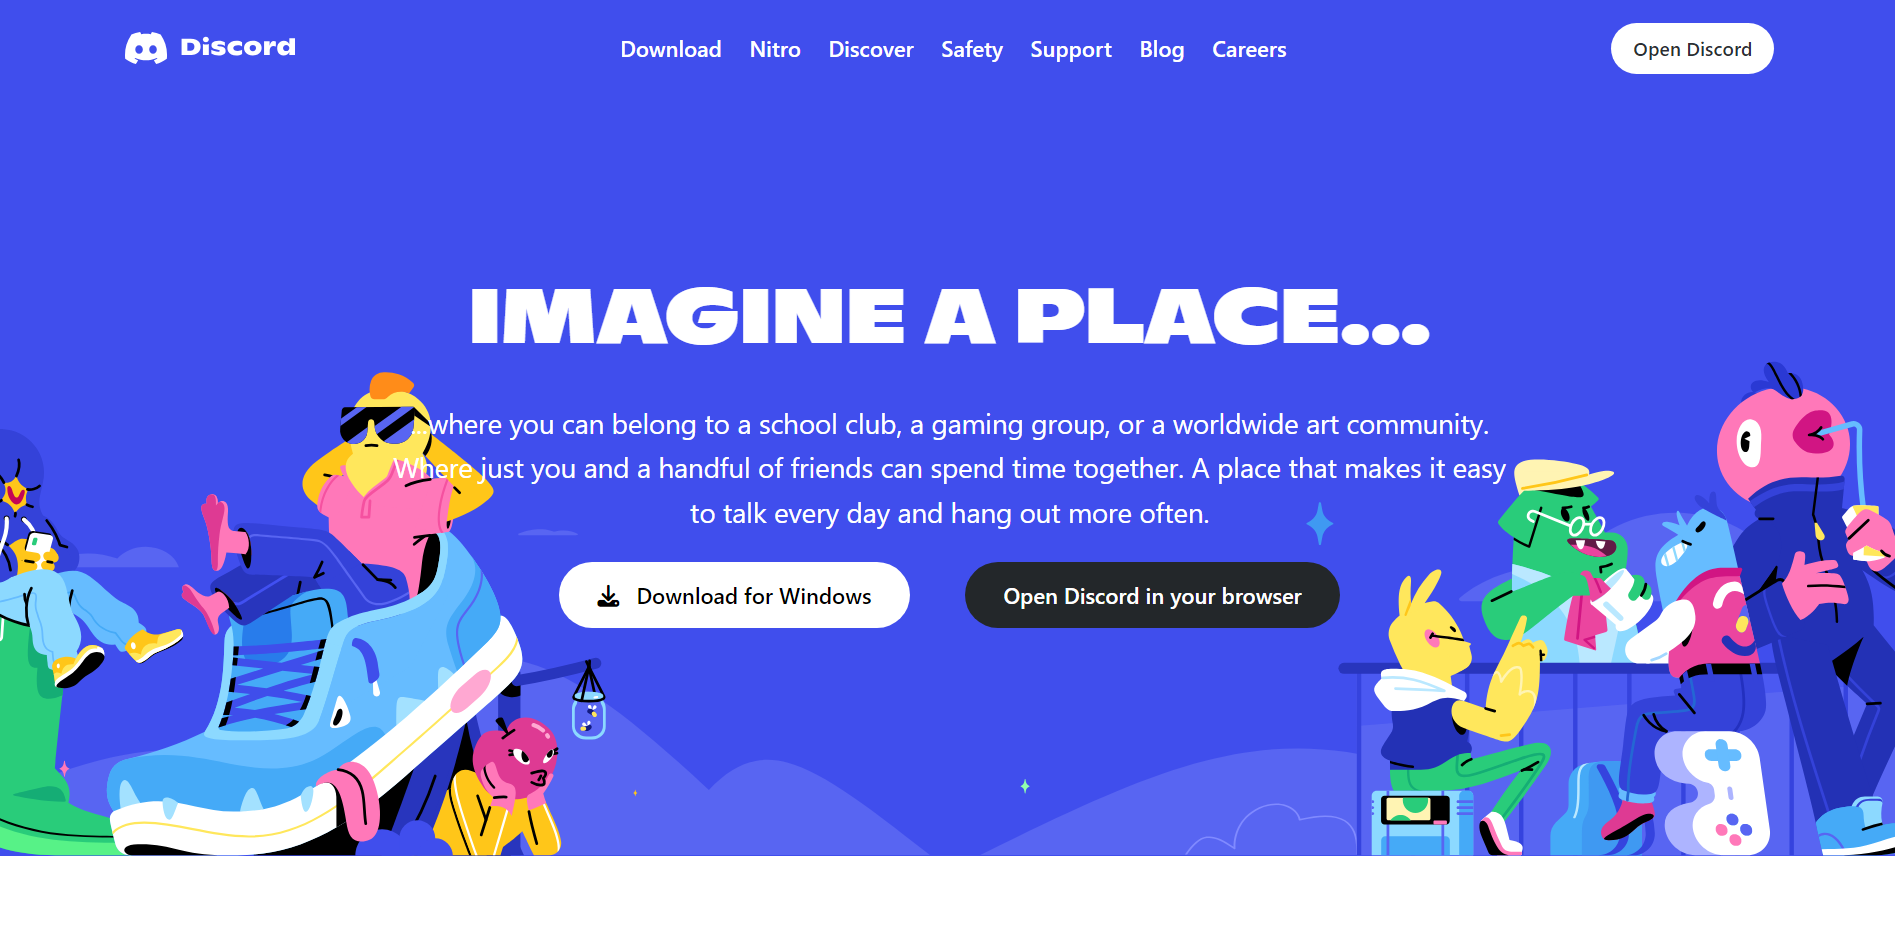 Discord
Download Nitro Discover Safety Support Blog Careers
Open Discord
IMAGINE A PLACE...
...where you can belong to a school club, a gaming group, or a worldwide art community.
Where just you and a handful of friends can spend time together. A place that makes it easy
to talk every day and hang out more often.
Download for Windows
Open Discord in your browser